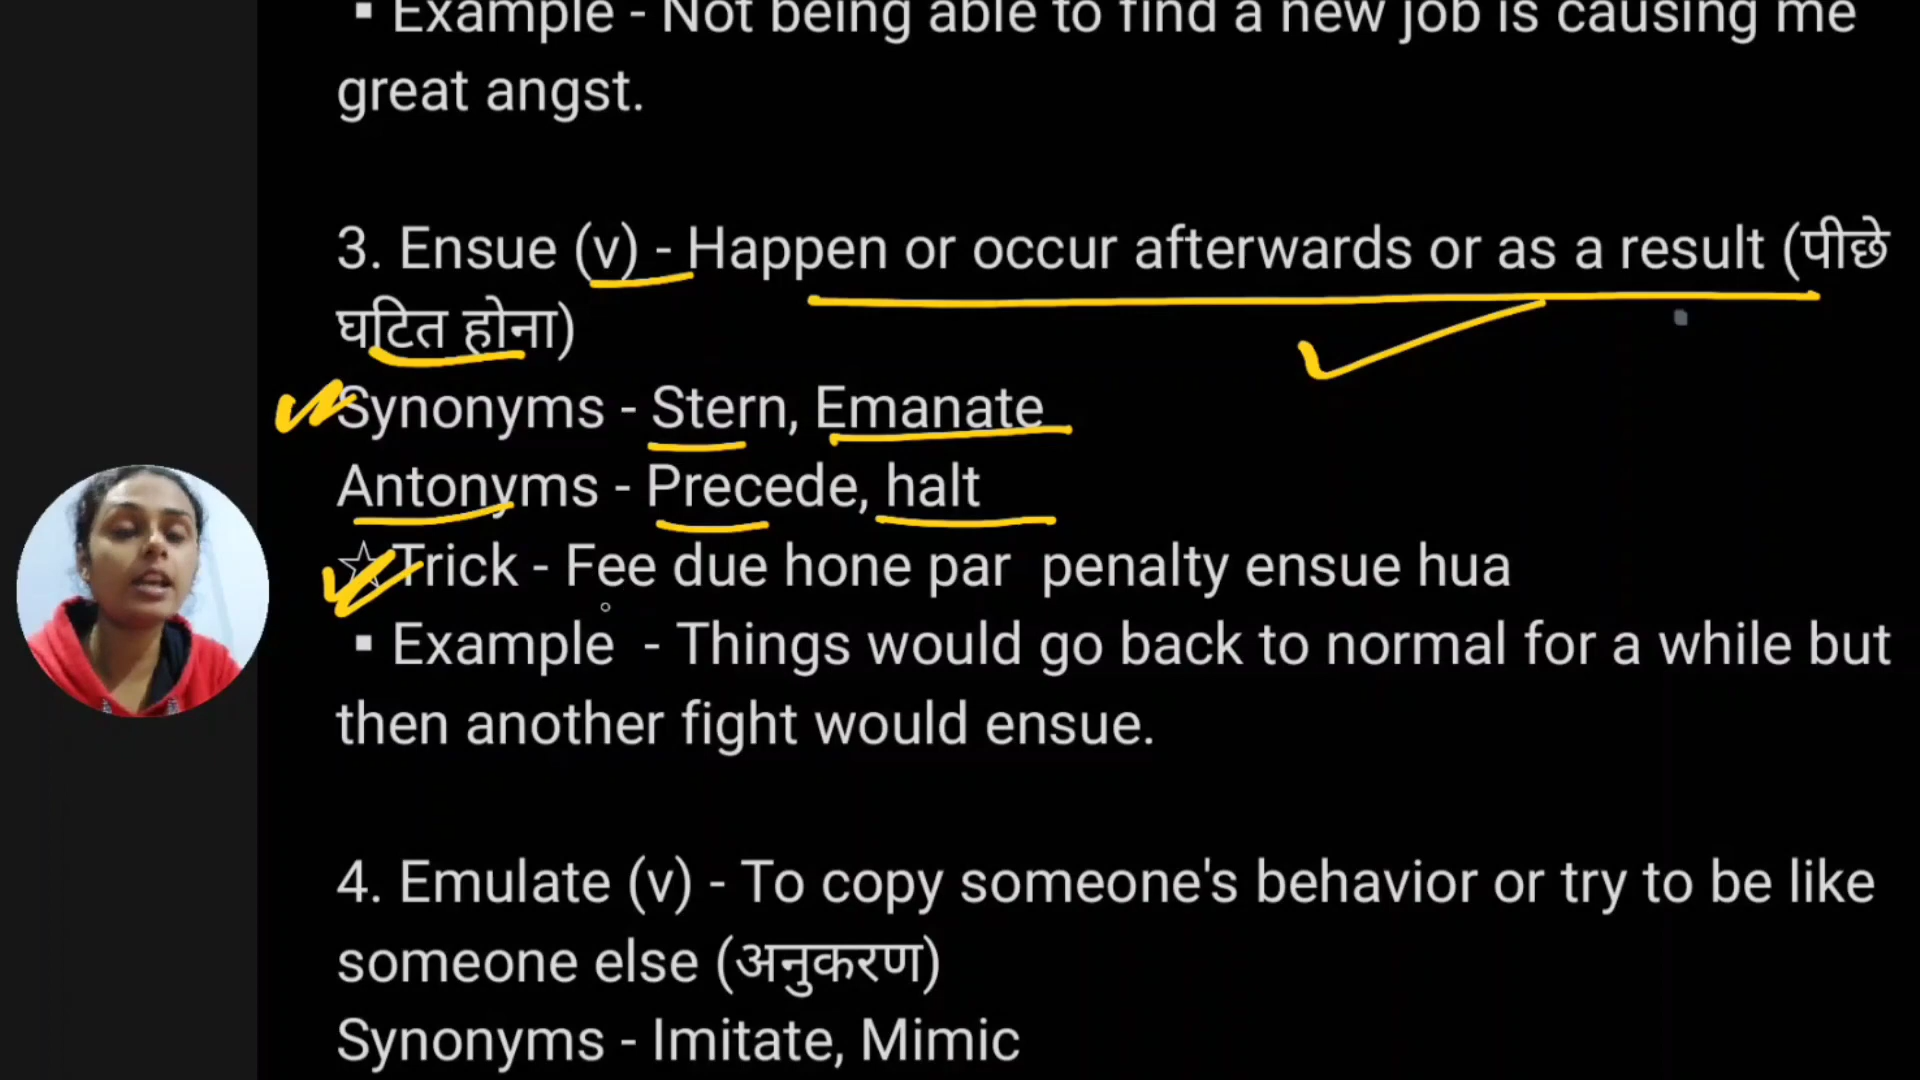 ▪ Example - Not being able to find a new job is causing me
great angst.
3. Ensue (v) - Happen or occur afterwards or as a result (पीछे
घटित होना)
Synonyms - Stern, Emanate
Antonyms - Precede, halt
☆ Trick - Fee due hone par penalty ensue hua
▪ Example - Things would go back to normal for a while but
then another fight would ensue.
4. Emulate (v) - To copy someone's behavior or try to be like
someone else (अनुकरण)
Synonyms - Imitate, Mimic